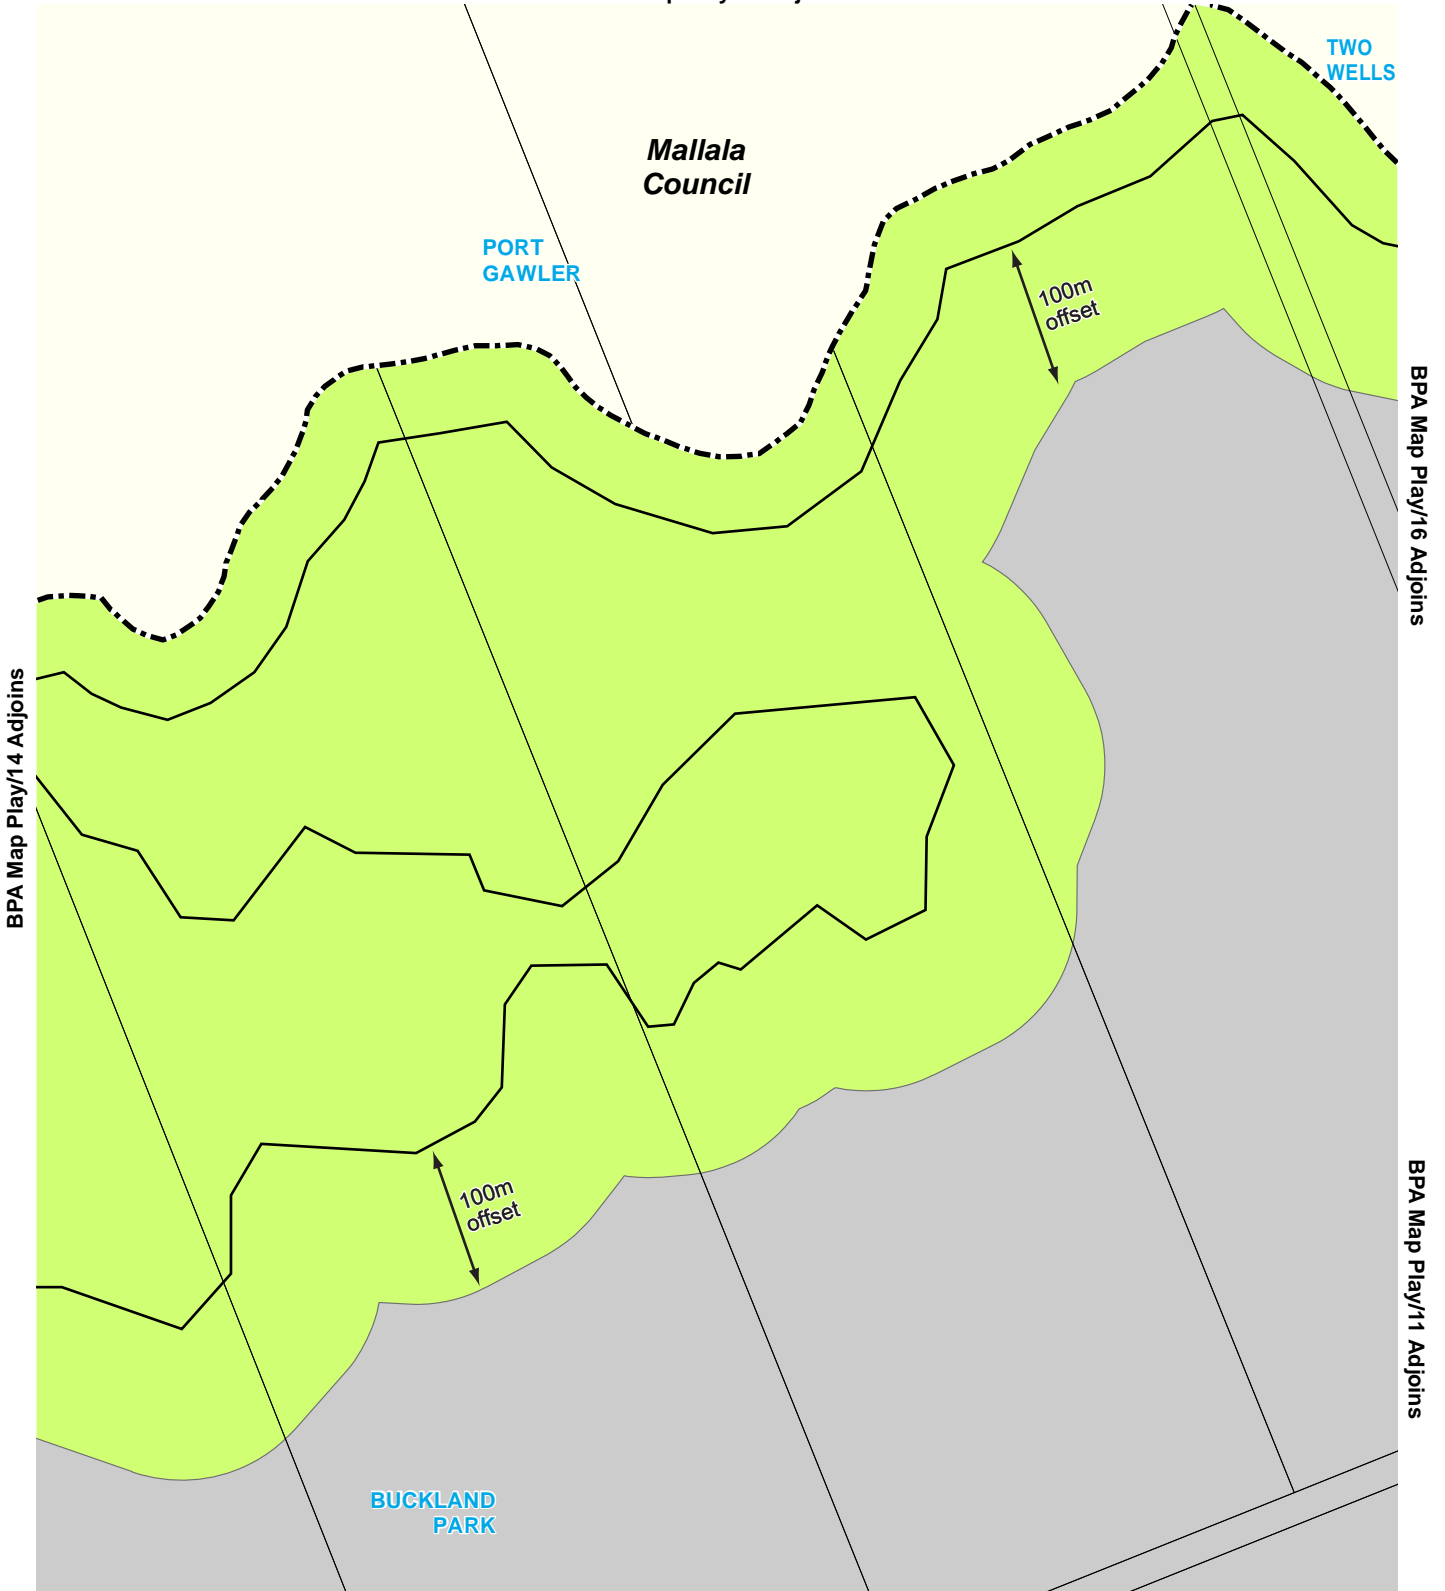 TWO
WELLS
Mallala
Council
PORT
GAWLER
100m
offset
BPA Map Play/16 Adjoins
BPA Map Play/14 Adjoins
100m
offset
BPA Map Play/11 Adjoins
BUCKLAND
PARK